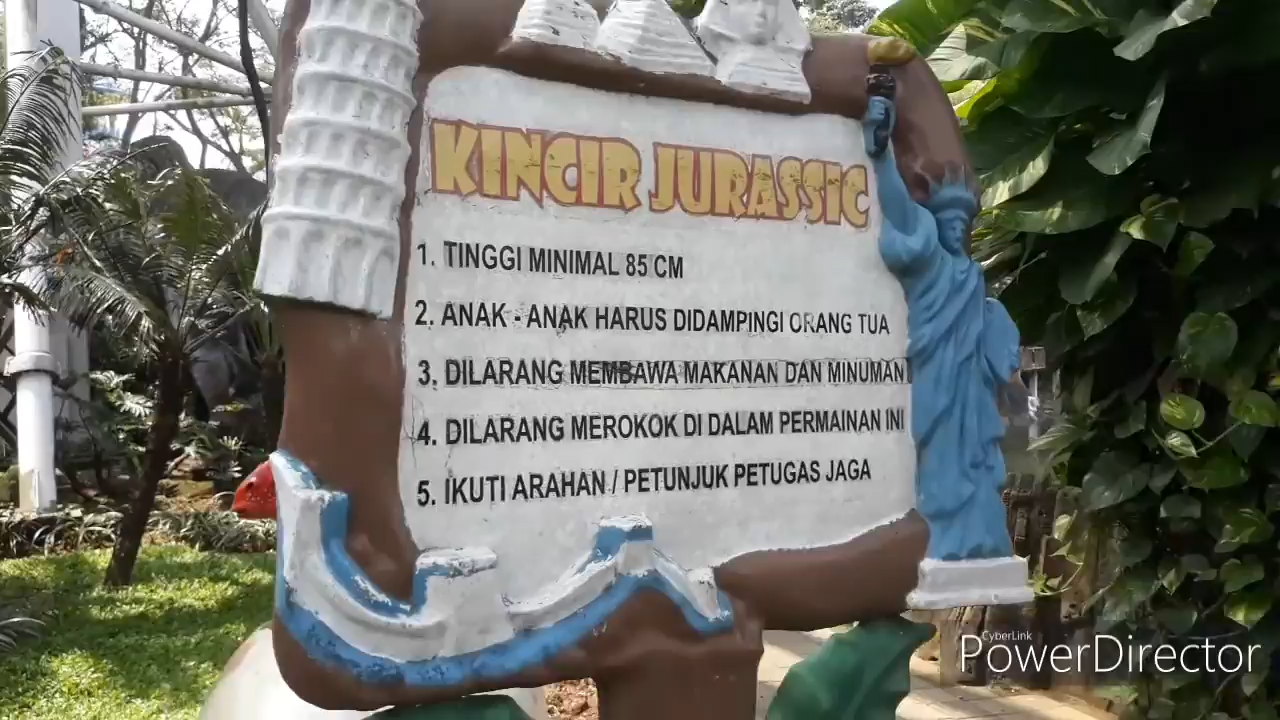 KINCIR JURASSIC
1. TINGGI MINIMAL 85 CM
2. ANAK - ANAK HARUS DIDAMPINGI ORANG TUA
3. DILARANG MEMBAWA MAKANAN DAN MINUMAN
4. DILARANG MEROKOK DI DALAM PERMAINAN INI
5. IKUTI ARAHAN / PETUNJUK PETUGAS JAGA
CyberLink
PowerDirector